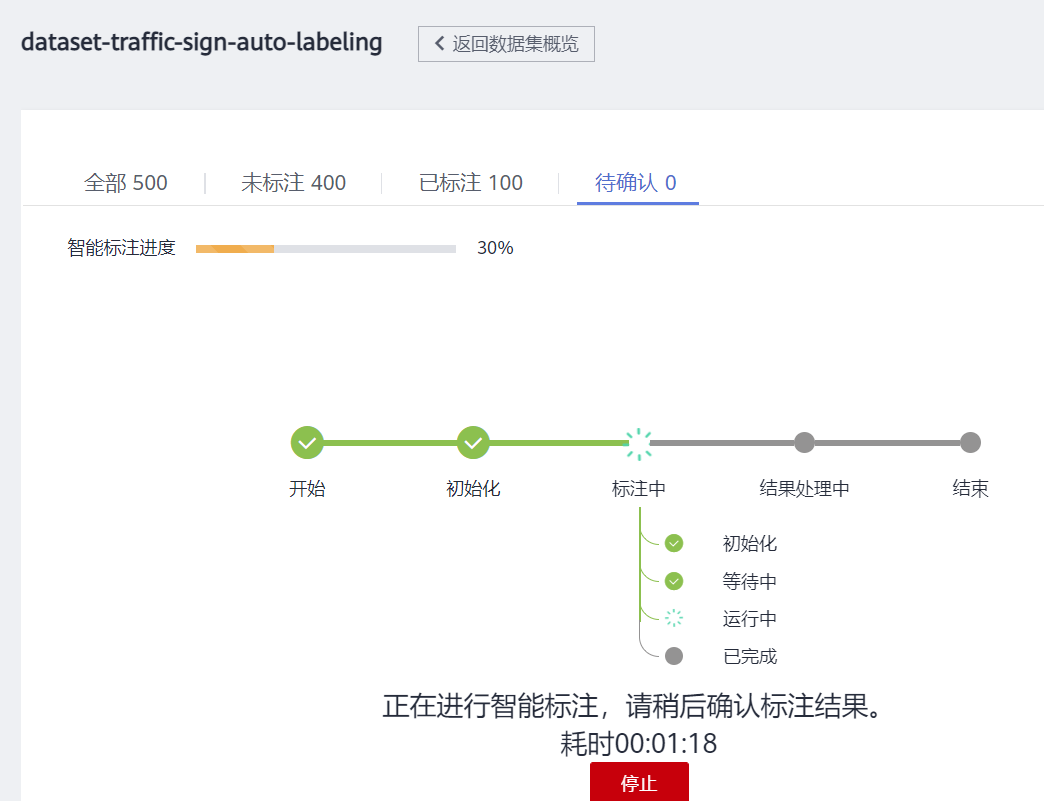 dataset-traffic-sign-auto-labeling
返回数据集概览
全部 500
未标注 400
已标注 100
待确认 0
智能标注进度 30%
开始
初始化
标注中
结果处理中
结束
初始化
等待中
运行中
已完成
正在进行智能标注，请稍后确认标注结果。
耗时00:01:18
停止